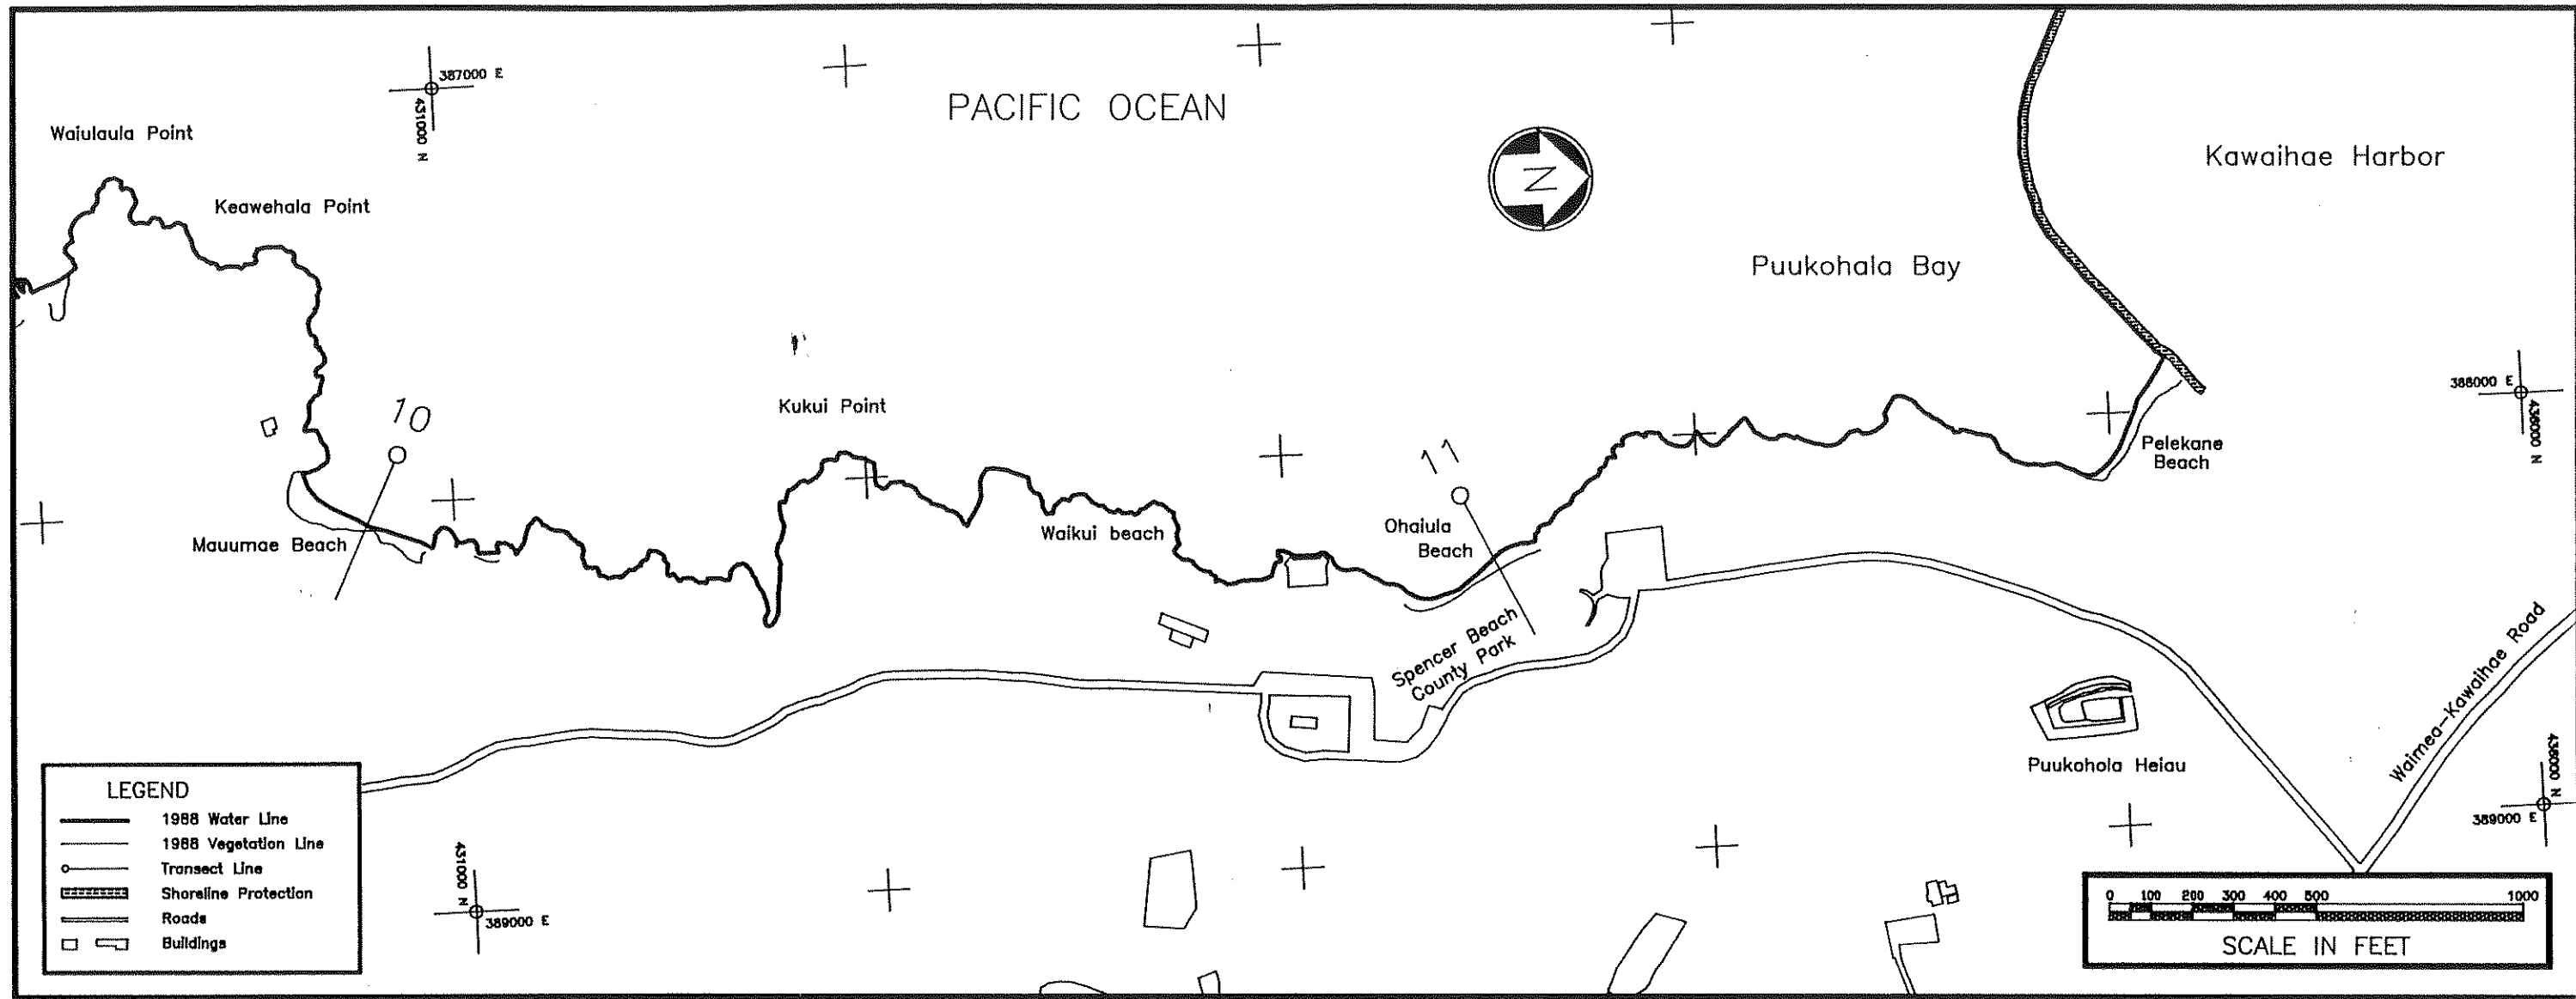 PACIFIC OCEAN
N
387000 E
431000 N
Waiulaula Point
Keawehala Point
Kawaihae Harbor
Puukohala Bay
10
Kukui Point
11
388000 E
436000 N
Pelekane
Beach
Mauumae Beach
Waikui beach
Ohaiula
Beach
Spencer Beach
County Park
Waimea-Kawaihae Road
Puukohola Heiau
436000 N
389000 E
431000 N
389000 E
LEGEND
1988 Water Line
1988 Vegetation Line
Transect Line
Shoreline Protection
Roads
Buildings
0 100 200 300 400 500 1000
SCALE IN FEET